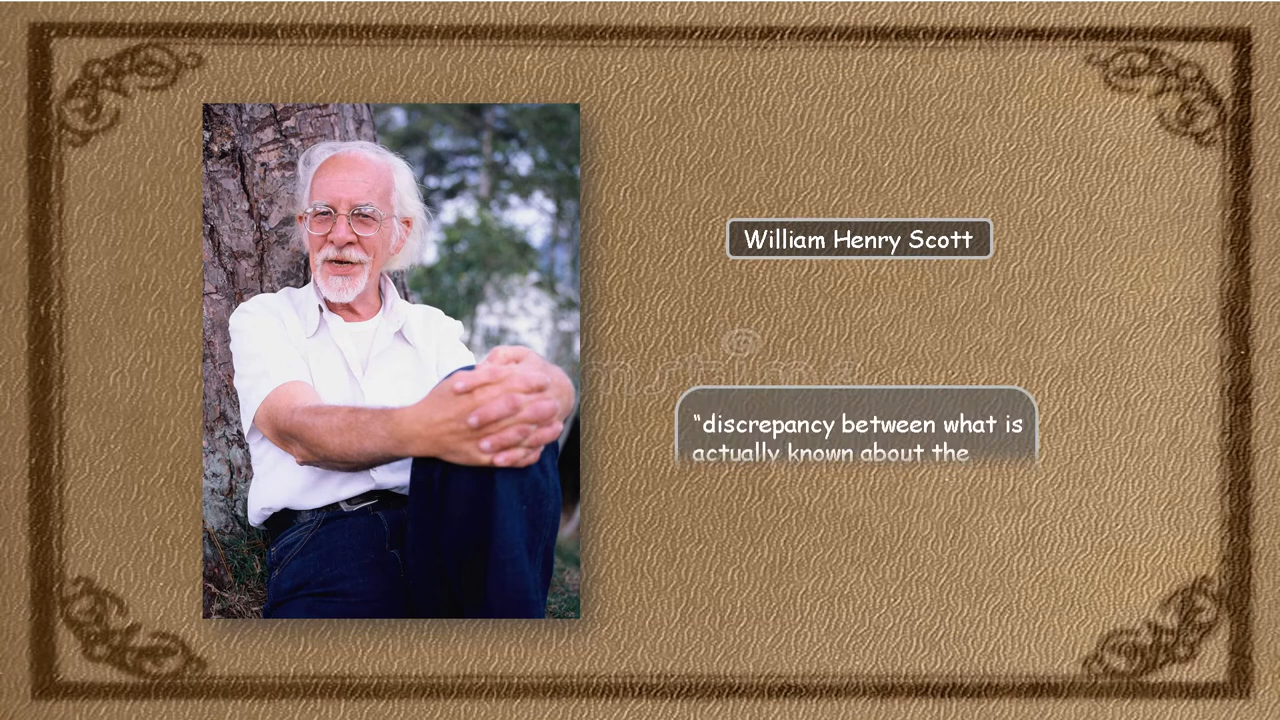 William Henry Scott
“discrepancy between what is
actually known about the